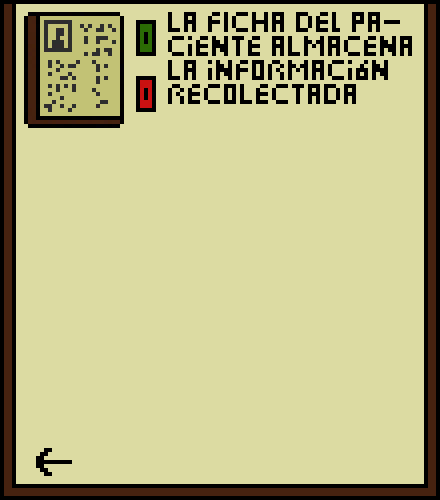 LA FICHA DEL PA-
CiENTE ALMACENA
LA iNFORMACióN
RECOLECTADA